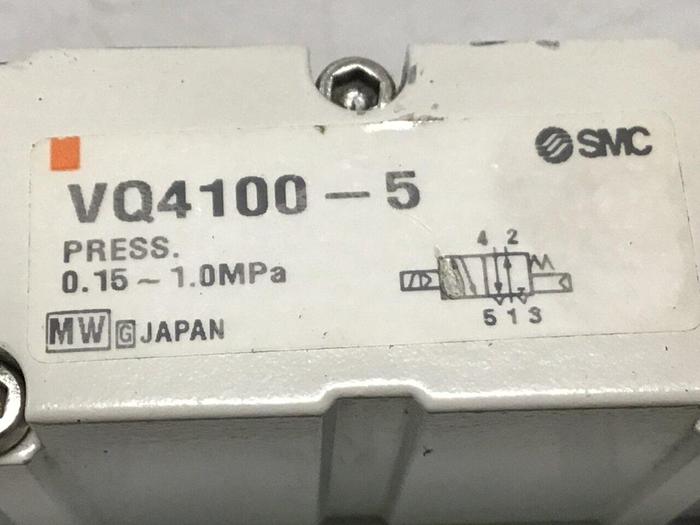 SMC
VQ4100-5
PRESS.
0.15~1.0MPa
4 2
5 1 3
MW G JAPAN